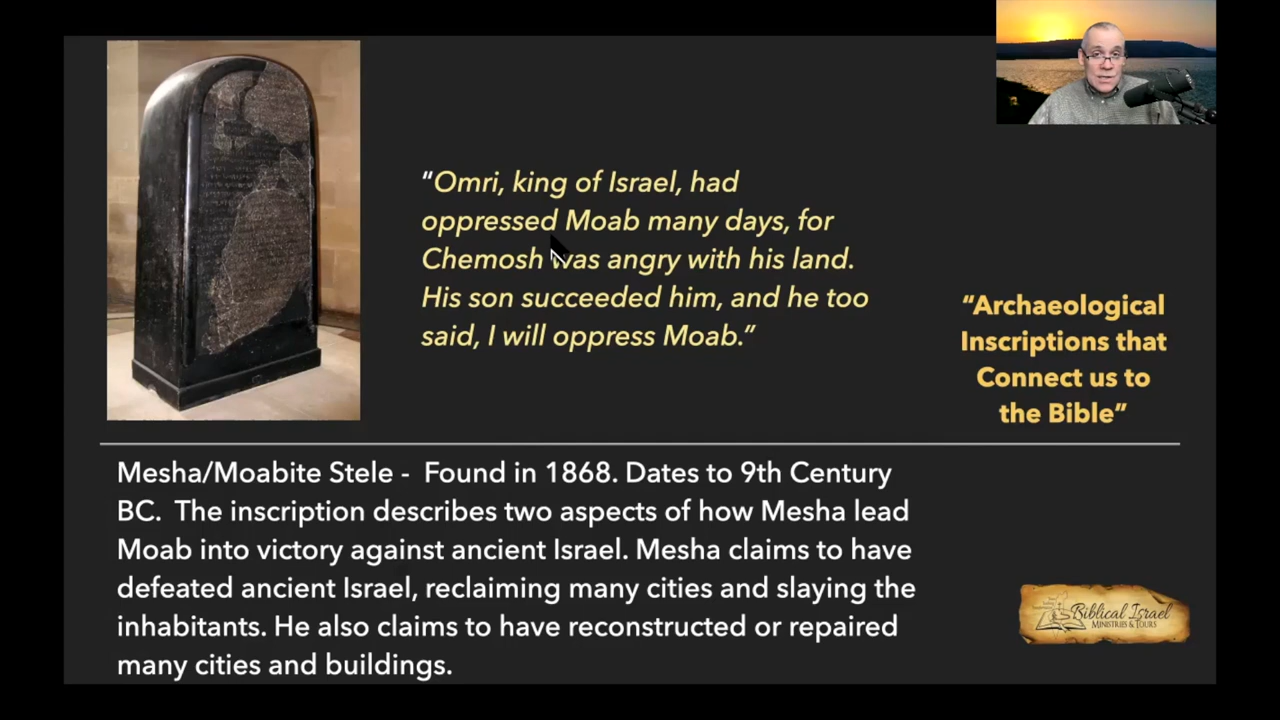 “Omri, king of Israel, had
oppressed Moab many days, for
Chemosh was angry with his land.
His son succeeded him, and he too
said, I will oppress Moab.”
“Archaeological
Inscriptions that
Connect us to
the Bible”
Mesha/Moabite Stele - Found in 1868. Dates to 9th Century
BC. The inscription describes two aspects of how Mesha lead
Moab into victory against ancient Israel. Mesha claims to have
defeated ancient Israel, reclaiming many cities and slaying the
inhabitants. He also claims to have reconstructed or repaired
many cities and buildings.
Biblical Israel
MINISTRIES & TOURS